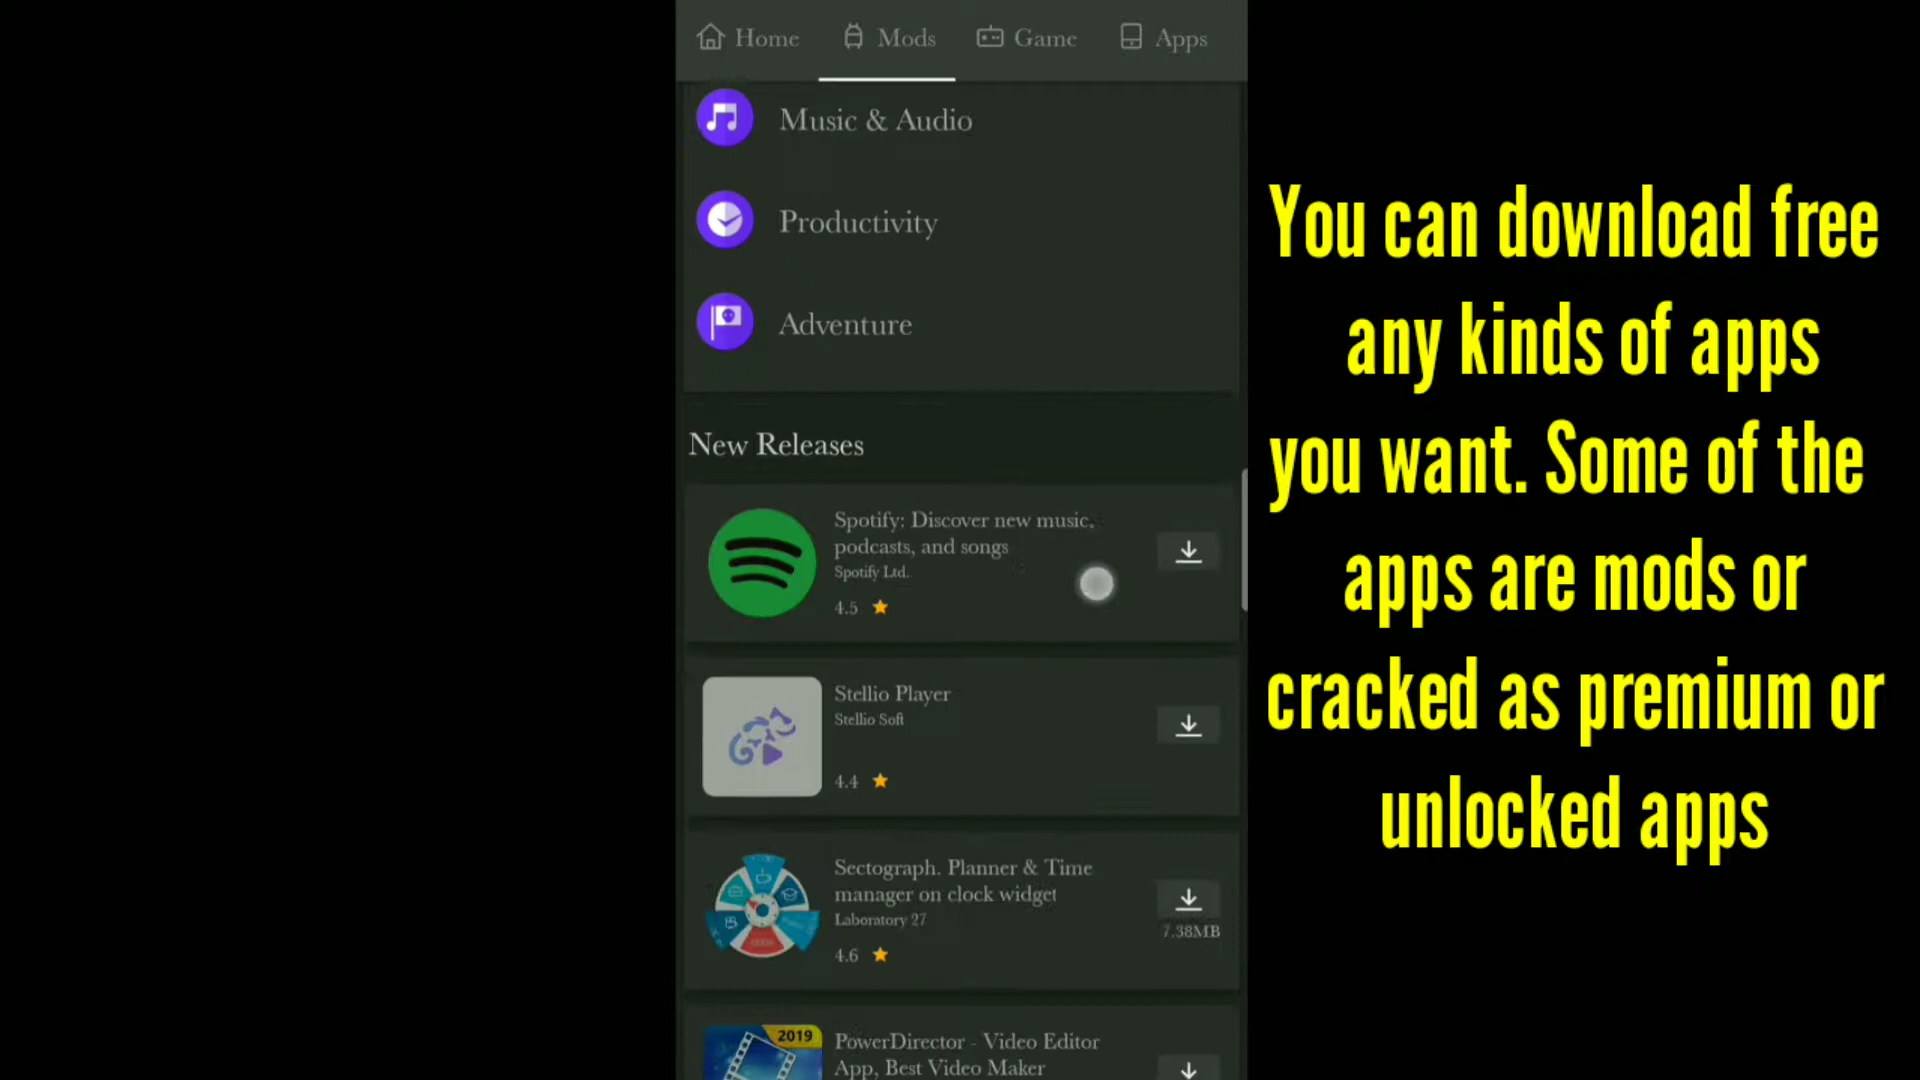 Home Mods Game Apps
Music & Audio
Productivity
Adventure
New Releases
Spotify: Discover new music,
podcasts, and songs
Spotify Ltd.
4.5
Stellio Player
Stellio Soft
4.4
Sectograph. Planner & Time
manager on clock widget
Laboratory 27
7.38MB
4.6
2019
PowerDirector - Video Editor
App, Best Video Maker
You can download free
any kinds of apps
you want. Some of the
apps are mods or
cracked as premium or
unlocked apps